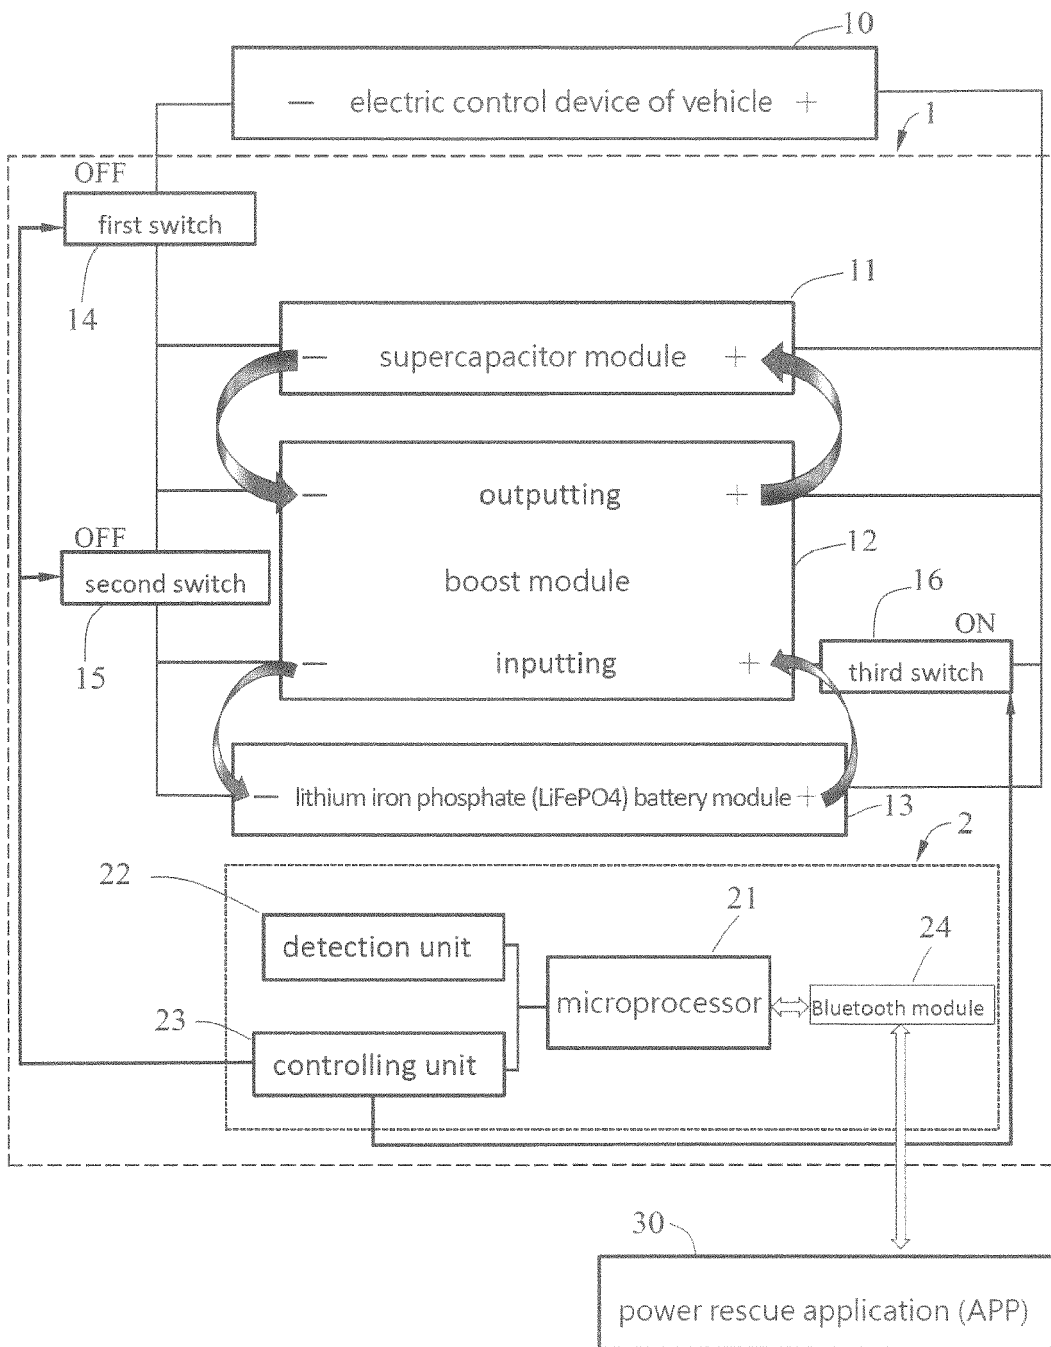 10
— electric control device of vehicle +
1
OFF
first switch
14
11
— supercapacitor module +
— outputting +
OFF
second switch
15
boost module
12
16
ON
third switch
— inputting +
— lithium iron phosphate (LiFePO4) battery module +
13
2
22
detection unit
21
microprocessor
24
Bluetooth module
23
controlling unit
30
power rescue application (APP)